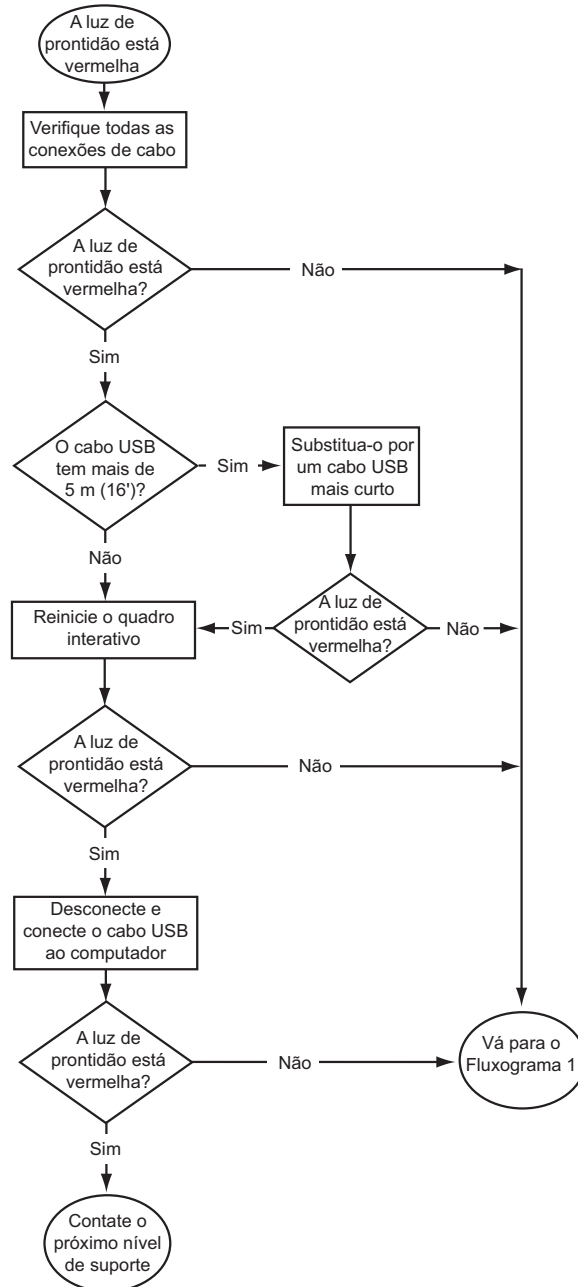 A luz de
prontidão está
vermelha
Verifique todas as
conexões de cabo
A luz de
prontidão está
vermelha?
Não
Sim
O cabo USB
tem mais de
5 m (16')?
Sim
Substitua-o por
um cabo USB
mais curto
Não
A luz de
prontidão está
vermelha?
Sim
Não
Reinicie o quadro
interativo
A luz de
prontidão está
vermelha?
Não
Sim
Desconecte e
conecte o cabo USB
ao computador
A luz de
prontidão está
vermelha?
Não
Vá para o
Fluxograma 1
Sim
Contate o
próximo nível
de suporte